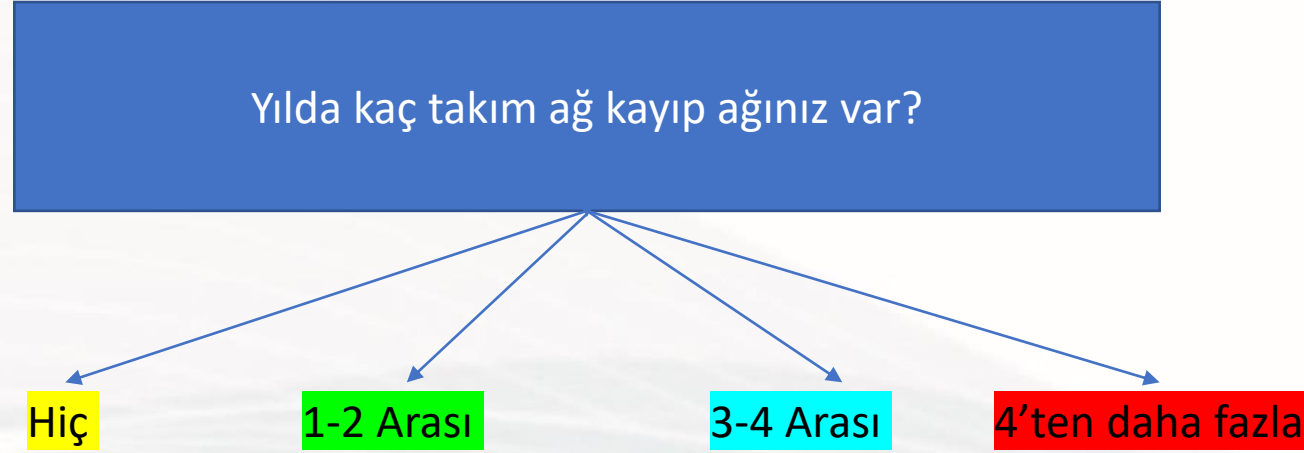 Yılda kaç takım ağ kayıp ağınız var?
Hiç
1-2 Arası
3-4 Arası
4’ten daha fazla